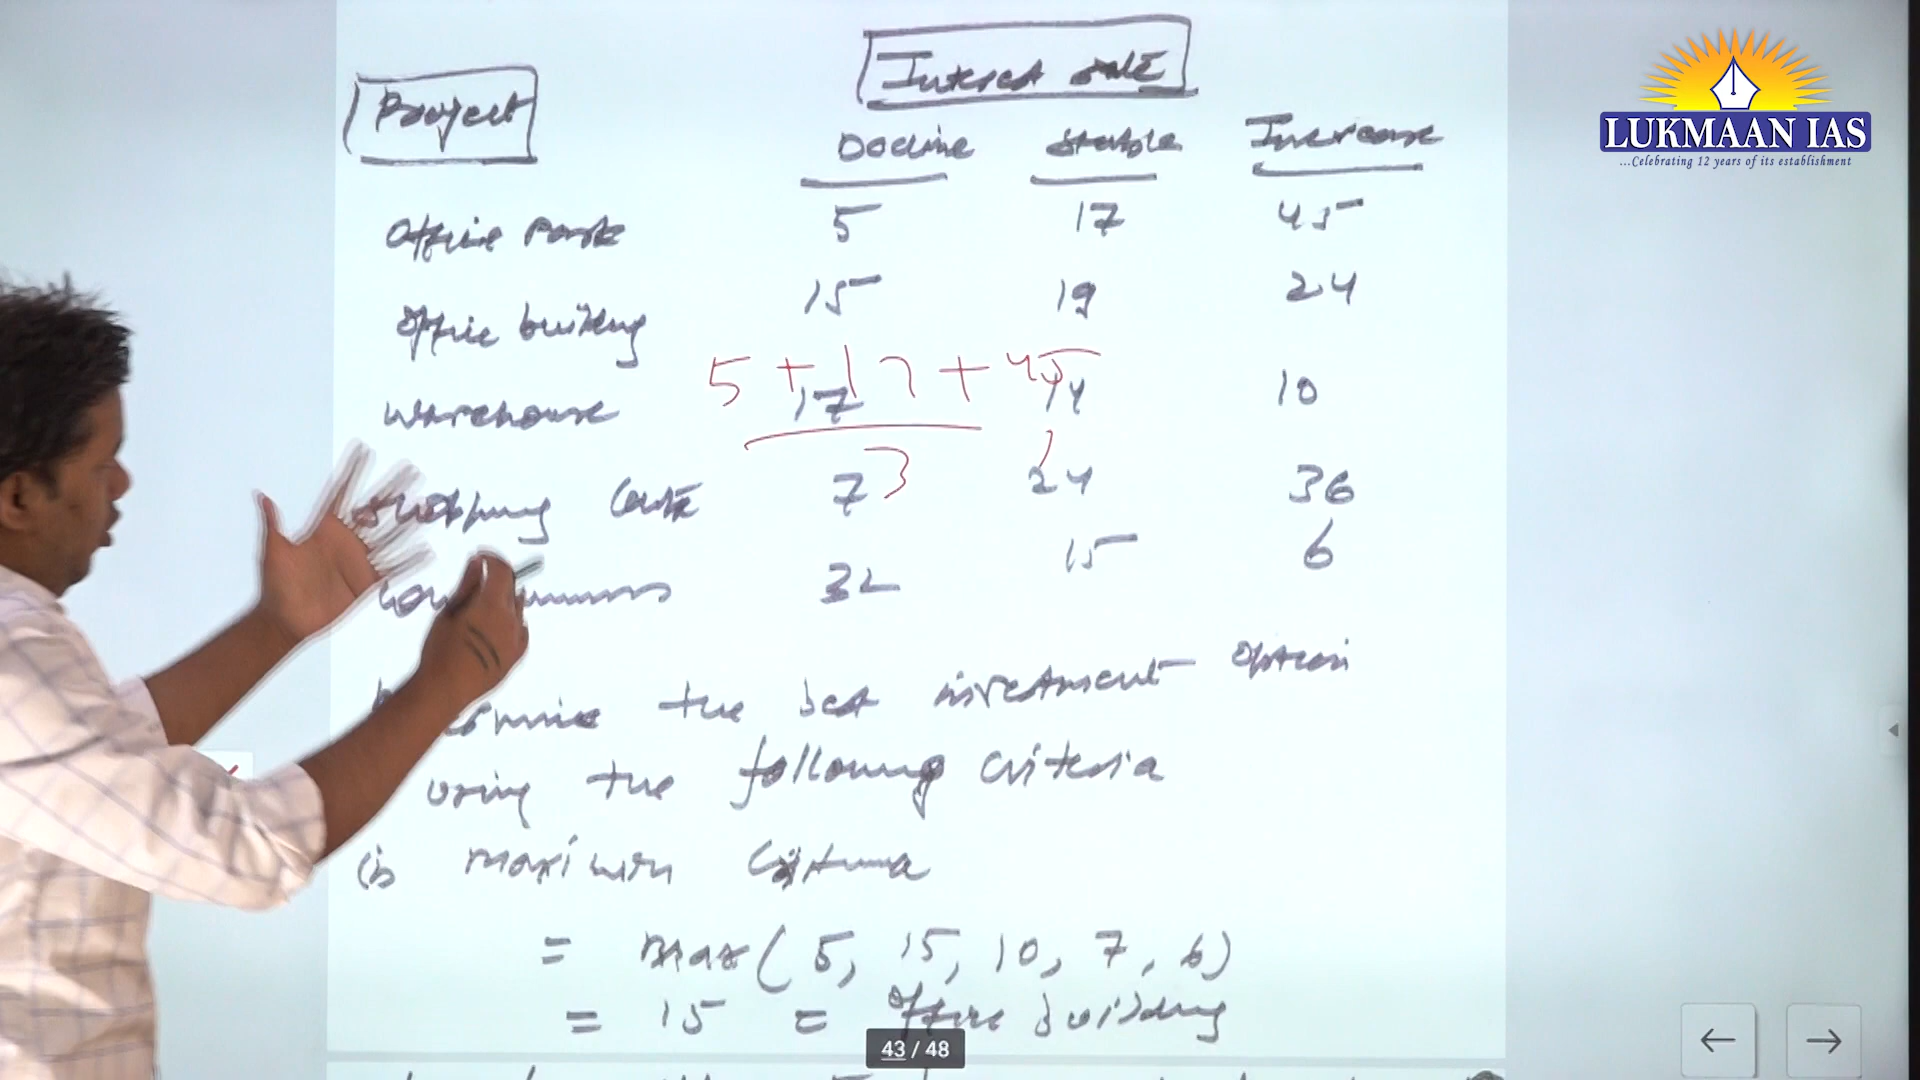 Project Interest rate
Decline Stable Increase
Office Park 5 17 45
Office building 15 19 24
5 + 17 + 45
Warehouse 17 14 10
3
Shopping 7 24 36
32 15 6
the best investment option
using the following criteria
(i) maximin Criteria
= max ( 5, 15, 10, 7, 6)
= 15 = Office building
43 / 48
LUKMAAN IAS
...Celebrating 12 years of its establishment